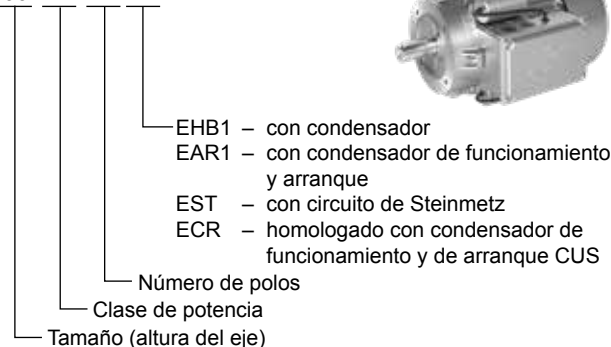 EHB1 – con condensador
EAR1 – con condensador de funcionamiento
y arranque
EST – con circuito de Steinmetz
ECR – homologado con condensador de
funcionamiento y de arranque CUS
Número de polos
Clase de potencia
Tamaño (altura del eje)